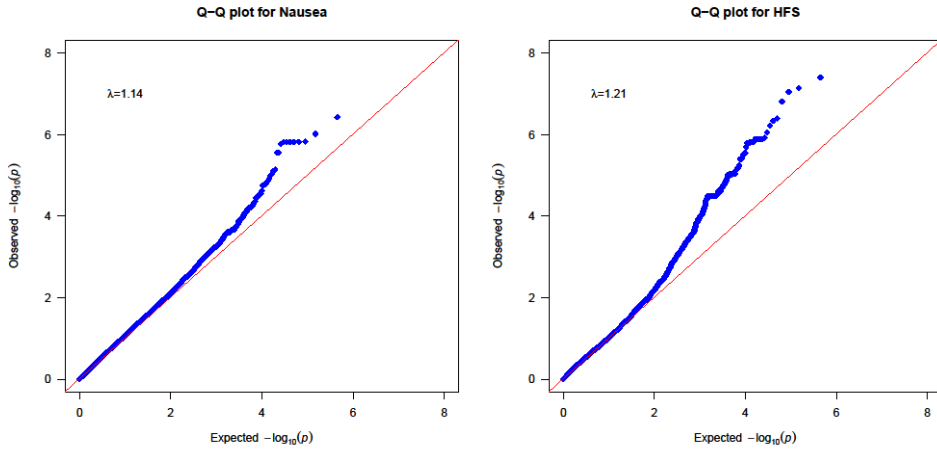 Q−Q plot for Nausea
8
6
4
2
0
λ=1.14
Observed −log10(p)
0 2 4 6 8
Expected −log10(p)
Q−Q plot for HFS
8
6
4
2
0
λ=1.21
Observed −log10(p)
0 2 4 6 8
Expected −log10(p)